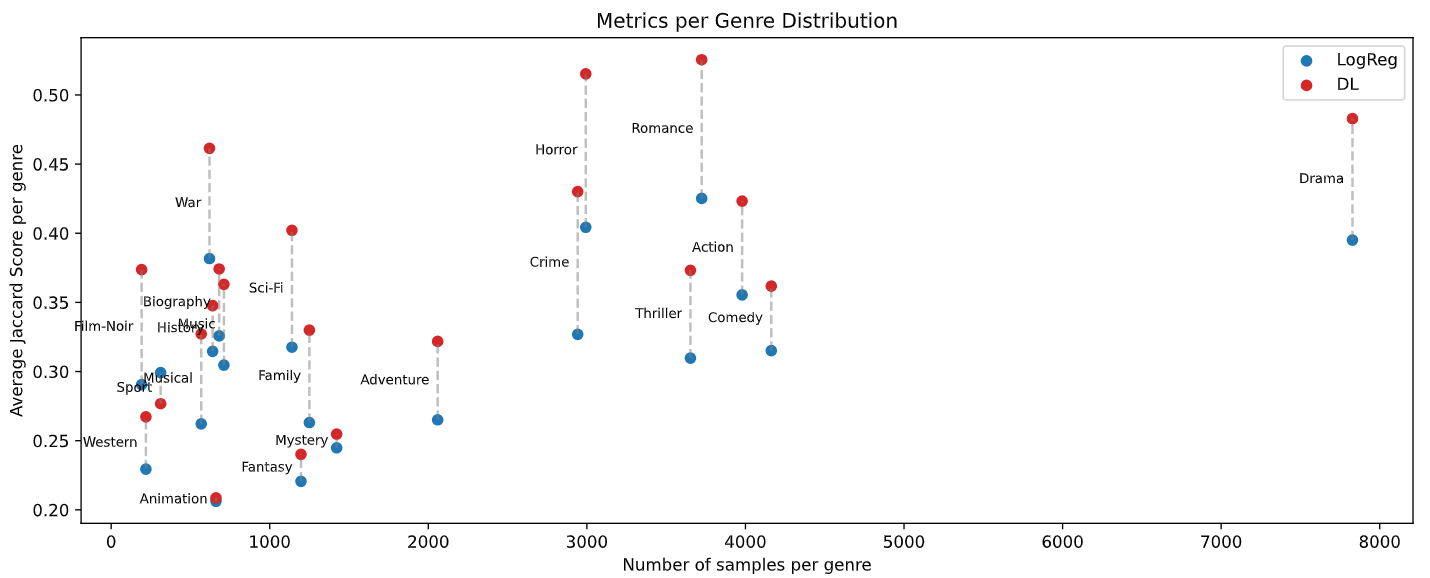 Metrics per Genre Distribution
LogReg
DL
Average Jaccard Score per genre
0.50
0.45
0.40
0.35
0.30
0.25
0.20
Romance
Horror
Drama
War
Action
Crime
Sci-Fi
Biography
Thriller
Comedy
Music
History
Film-Noir
Musical
Sport
Family
Adventure
Western
Mystery
Fantasy
Animation
0 1000 2000 3000 4000 5000 6000 7000 8000
Number of samples per genre